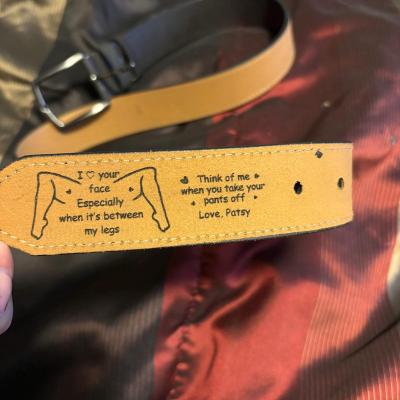 I ♡ your
face
Especially
when it's between
my legs
Think of me
when you take your
pants off
Love, Patsy